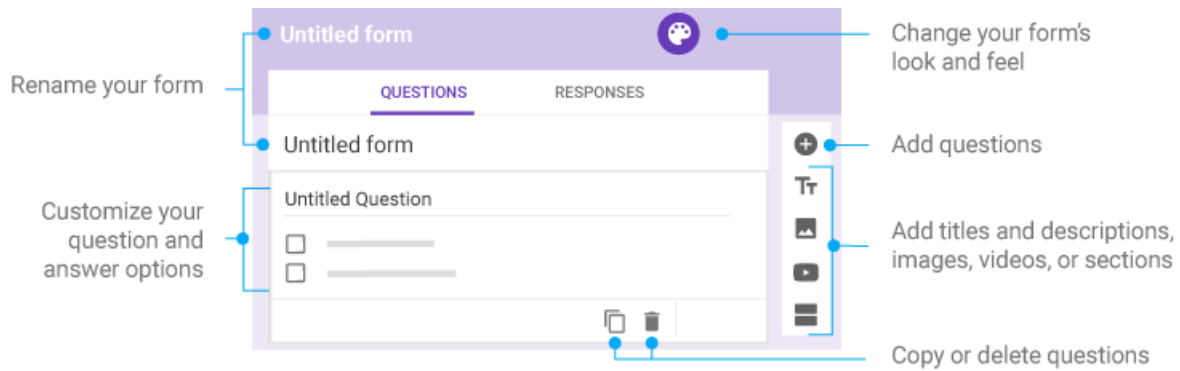 Untitled form
Change your form's
look and feel
Rename your form
QUESTIONS
RESPONSES
Untitled form
Add questions
Tт
Untitled Question
Customize your
question and
answer options
Add titles and descriptions,
images, videos, or sections
Copy or delete questions